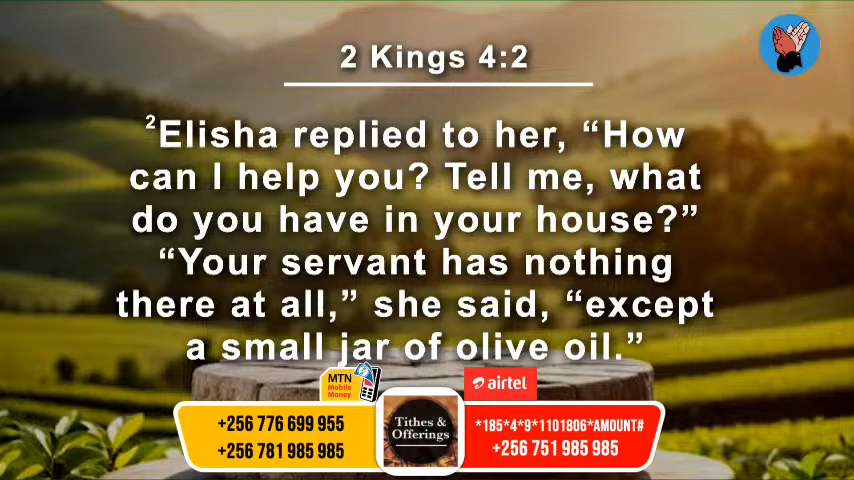 2 Kings 4:2
²Elisha replied to her, “How
can I help you? Tell me, what
do you have in your house?”
“Your servant has nothing
there at all,” she said, “except
a small jar of olive oil.”
MTN
Mobile
Money
airtel
+256 776 699 955
+256 781 985 985
Tithes &
Offerings
*185*4*9*1101806*AMOUNT#
+256 751 985 985